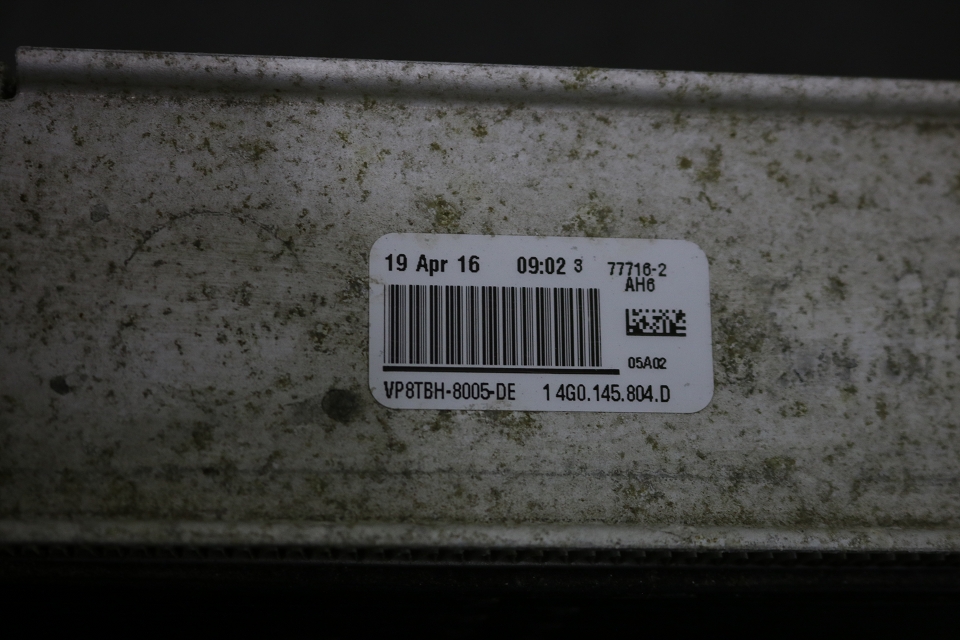 19 Apr 16 09:02 3 77716-2
AH6
05A02
VP8TBH-8005-DE 1 4G0.145.804.D